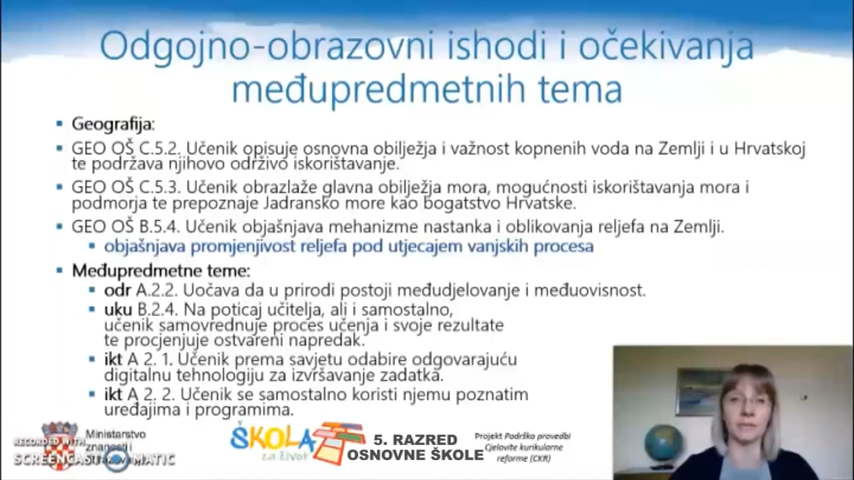 Odgojno-obrazovni ishodi i očekivanja
međupredmetnih tema
Geografija:
GEO OŠ C.5.2. Učenik opisuje osnovna obilježja i važnost kopnenih voda na Zemlji i u Hrvatskoj
te podržava njihovo održivo iskorištavanje.
GEO OŠ C.5.3. Učenik obrazlaže glavna obilježja mora, mogućnosti iskorištavanja mora i
podmorja te prepoznaje Jadransko more kao bogatstvo Hrvatske.
GEO OŠ B.5.4. Učenik objašnjava mehanizme nastanka i oblikovanja reljefa na Zemlji.
objašnjava promjenjivost reljefa pod utjecajem vanjskih procesa
Međupredmetne teme:
odr A.2.2. Uočava da u prirodi postoji međudjelovanje i međuovisnost.
uku B.2.4. Na poticaj učitelja, ali i samostalno,
učenik samovrednuje proces učenja i svoje rezultate
te procjenjuje ostvareni napredak.
ikt A 2. 1. Učenik prema savjetu odabire odgovarajuću
digitalnu tehnologiju za izvršavanje zadatka.
ikt A 2. 2. Učenik se samostalno koristi njemu poznatim
uređajima i programima.
RECORDED WITH
SCREENCAST MATIC
Ministarstvo
znanosti i
ŠKOLA
za život
5. RAZRED
OSNOVNE ŠKOLE
Projekt Podrška provedbi
Cjelovite kurikularne
reforme (CKR)